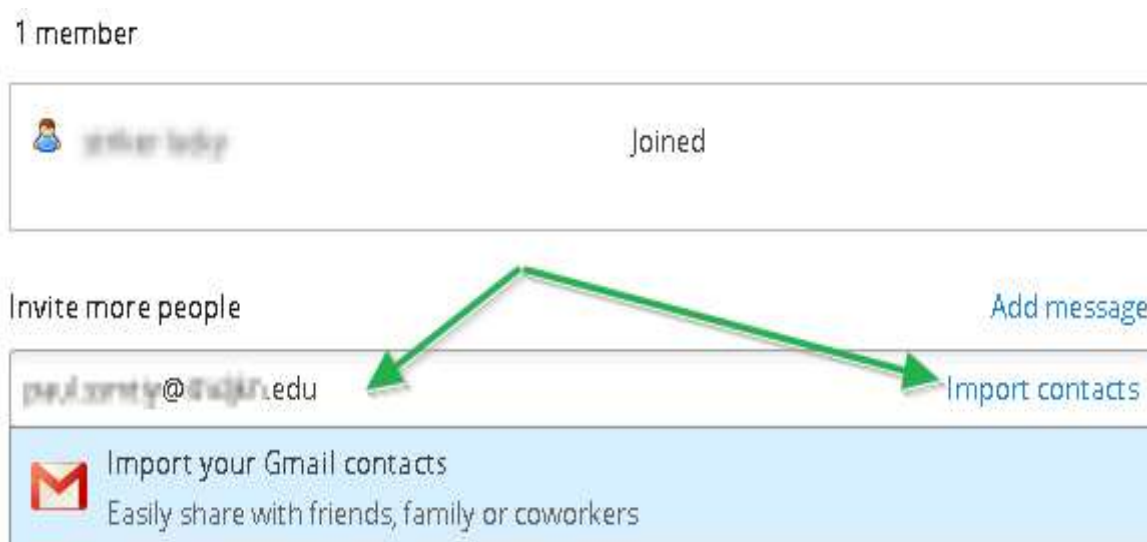 1 member
Joined
Invite more people Add message
@ .edu Import contacts
Import your Gmail contacts
Easily share with friends, family or coworkers